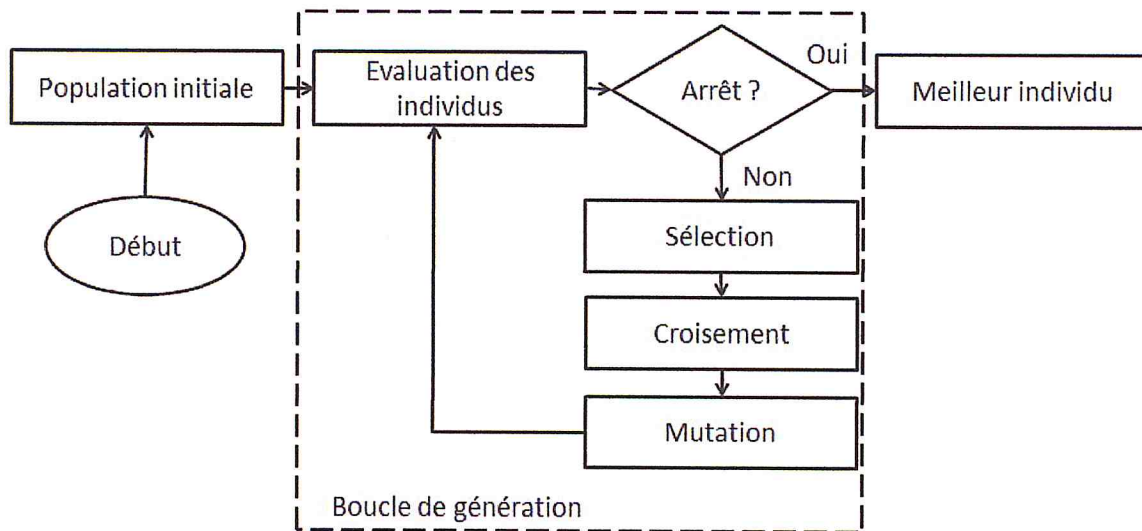 Population initiale
Evaluation des
individus
Arrêt ?
Oui
Meilleur individu
Début
Non
Sélection
Croisement
Mutation
Boucle de génération